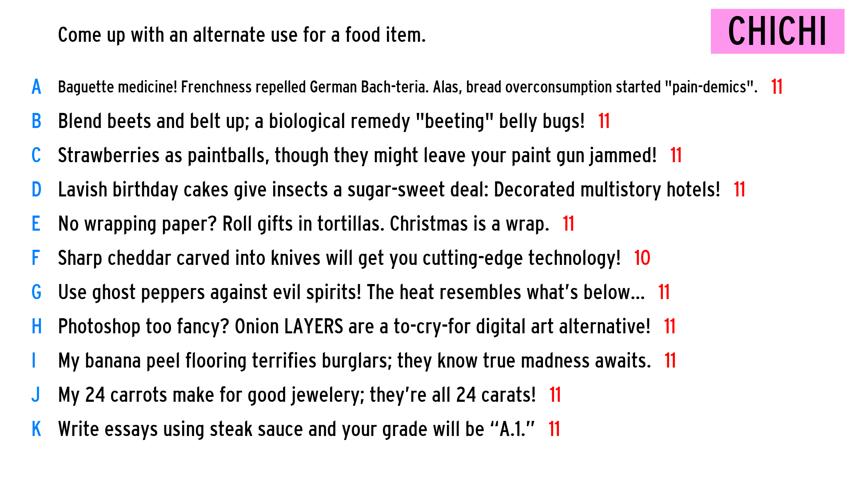 Come up with an alternate use for a food item.
CHICHI
A Baguette medicine! Frenchness repelled German Bach-teria. Alas, bread overconsumption started "pain-demics". 11
B Blend beets and belt up; a biological remedy "beeting" belly bugs! 11
C Strawberries as paintballs, though they might leave your paint gun jammed! 11
D Lavish birthday cakes give insects a sugar-sweet deal: Decorated multistory hotels! 11
E No wrapping paper? Roll gifts in tortillas. Christmas is a wrap. 11
F Sharp cheddar carved into knives will get you cutting-edge technology! 10
G Use ghost peppers against evil spirits! The heat resembles what’s below... 11
H Photoshop too fancy? Onion LAYERS are a to-cry-for digital art alternative! 11
I My banana peel flooring terrifies burglars; they know true madness awaits. 11
J My 24 carrots make for good jewelery; they’re all 24 carats! 11
K Write essays using steak sauce and your grade will be “A.1.” 11